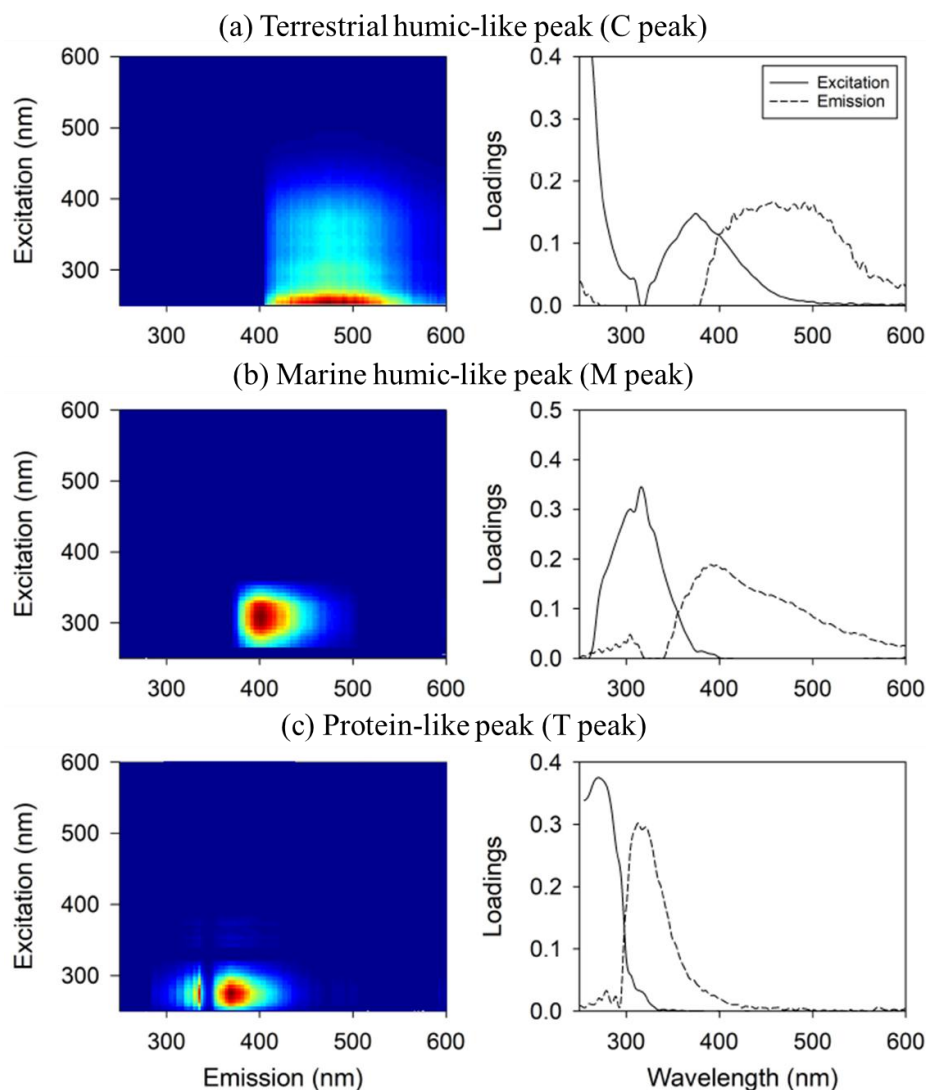 (a) Terrestrial humic-like peak (C peak)
600
500
400
300
Excitation (nm)
300 400 500 600
0.4
0.3
0.2
0.1
0.0
Loadings
Excitation
Emission
300 400 500 600
(b) Marine humic-like peak (M peak)
600
500
400
300
Excitation (nm)
300 400 500 600
0.5
0.4
0.3
0.2
0.1
0.0
Loadings
300 400 500 600
(c) Protein-like peak (T peak)
600
500
400
300
Excitation (nm)
300 400 500 600
Emission (nm)
0.4
0.3
0.2
0.1
0.0
Loadings
300 400 500 600
Wavelength (nm)